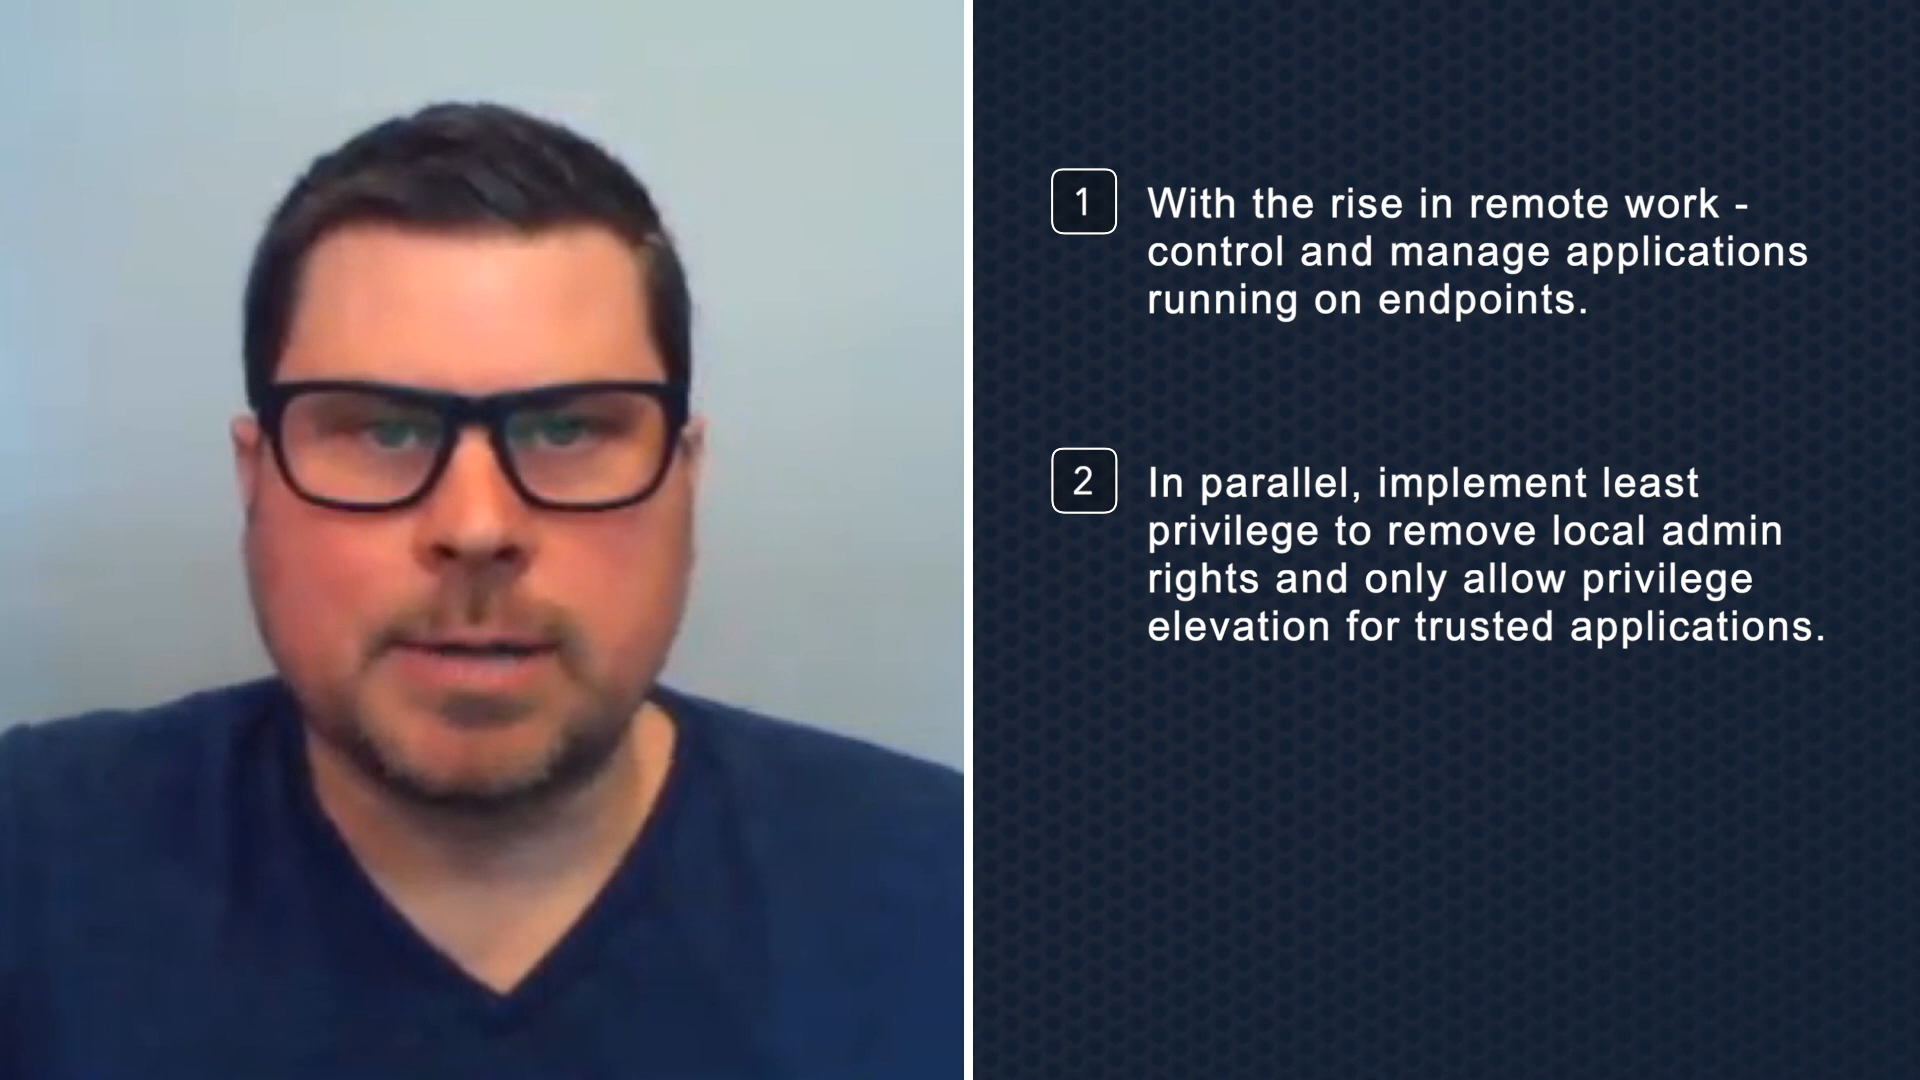 1
With the rise in remote work -
control and manage applications
running on endpoints.
2
In parallel, implement least
privilege to remove local admin
rights and only allow privilege
elevation for trusted applications.